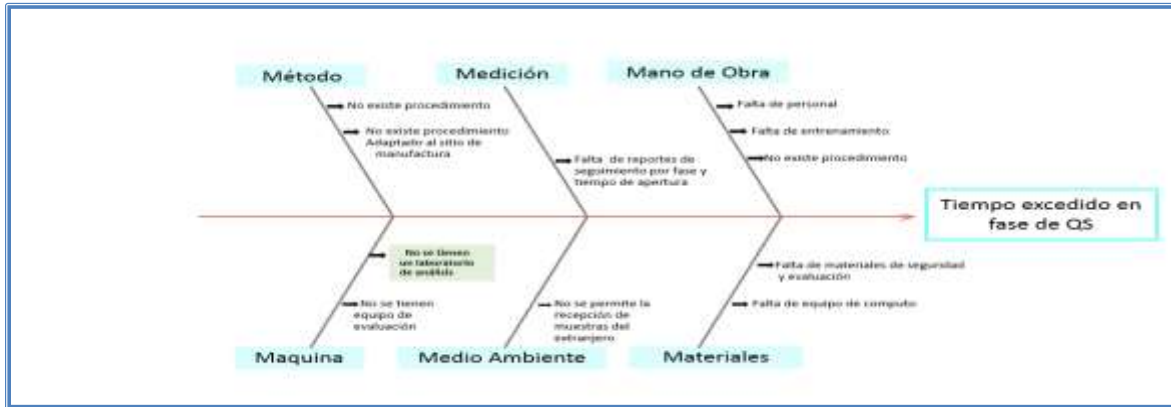 Método
Medición
Mano de Obra
No existe procedimiento
No existe procedimiento
Adaptado al sitio de
manufactura
Falta de reportes de
seguimiento por fase y
tiempo de apertura
Falta de personal
Falta de entrenamiento
No existe procedimiento
Tiempo excedido en
fase de QS
No se tienen
un laboratorio
de análisis
No se tienen
equipo de
evaluación
No se permite la
recepción de
muestras del
extranjero
Falta de materiales de seguridad
y evaluación
Falta de equipo de computo
Maquina
Medio Ambiente
Materiales